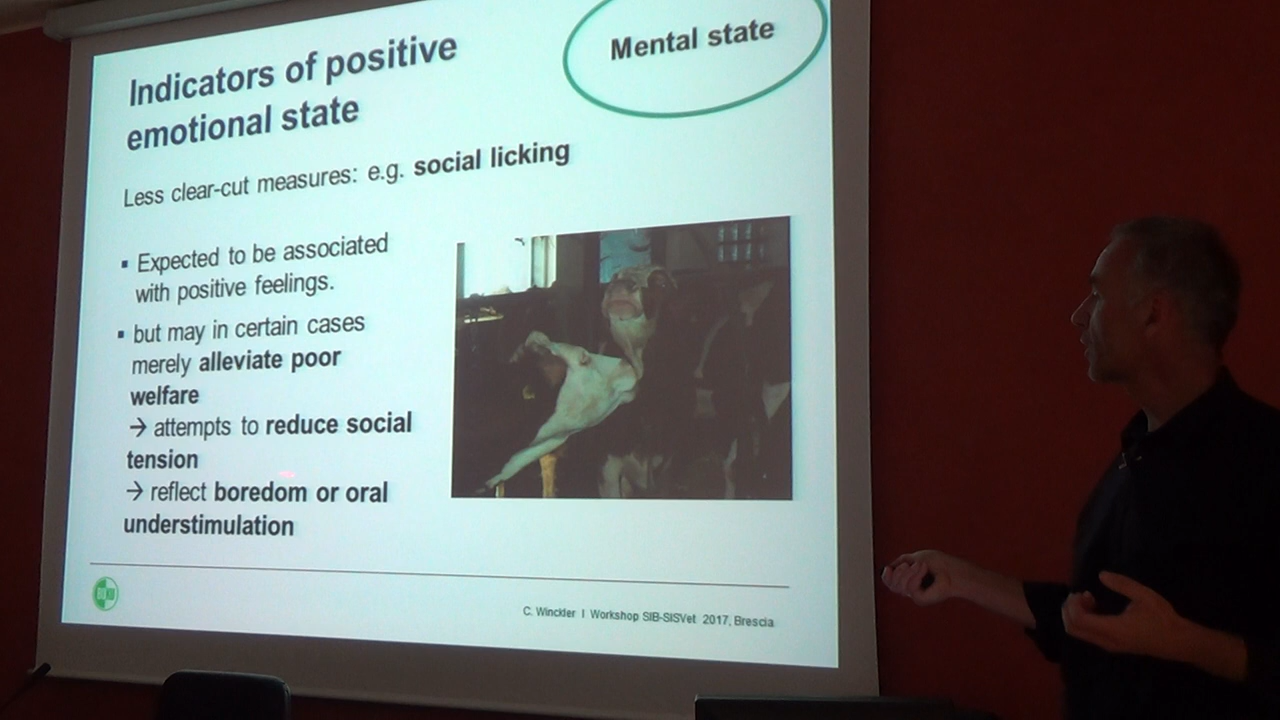 Indicators of positive
emotional state
Mental state
Less clear-cut measures: e.g. social licking
▪ Expected to be associated
with positive feelings.
▪ but may in certain cases
merely alleviate poor
welfare
→ attempts to reduce social
tension
→ reflect boredom or oral
understimulation
C. Winckler I Workshop SIB-SISVet 2017, Brescia